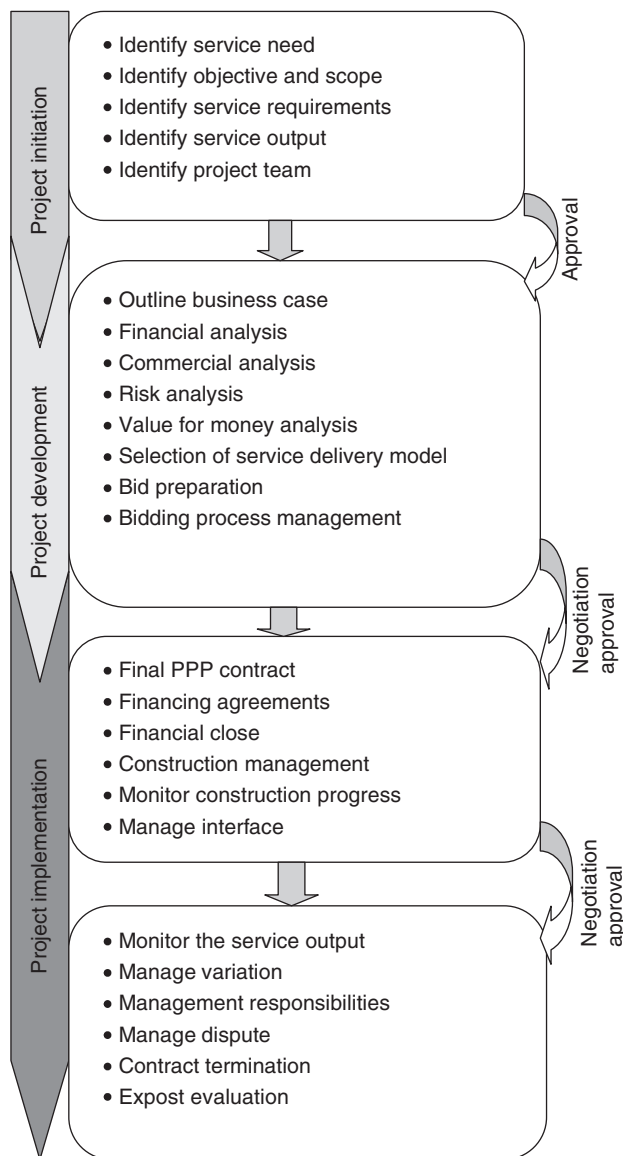 Project initiation
• Identify service need
• Identify objective and scope
• Identify service requirements
• Identify service output
• Identify project team
Approval
Project development
• Outline business case
• Financial analysis
• Commercial analysis
• Risk analysis
• Value for money analysis
• Selection of service delivery model
• Bid preparation
• Bidding process management
Negotiation
approval
Project implementation
• Final PPP contract
• Financing agreements
• Financial close
• Construction management
• Monitor construction progress
• Manage interface
Negotiation
approval
• Monitor the service output
• Manage variation
• Management responsibilities
• Manage dispute
• Contract termination
• Expost evaluation